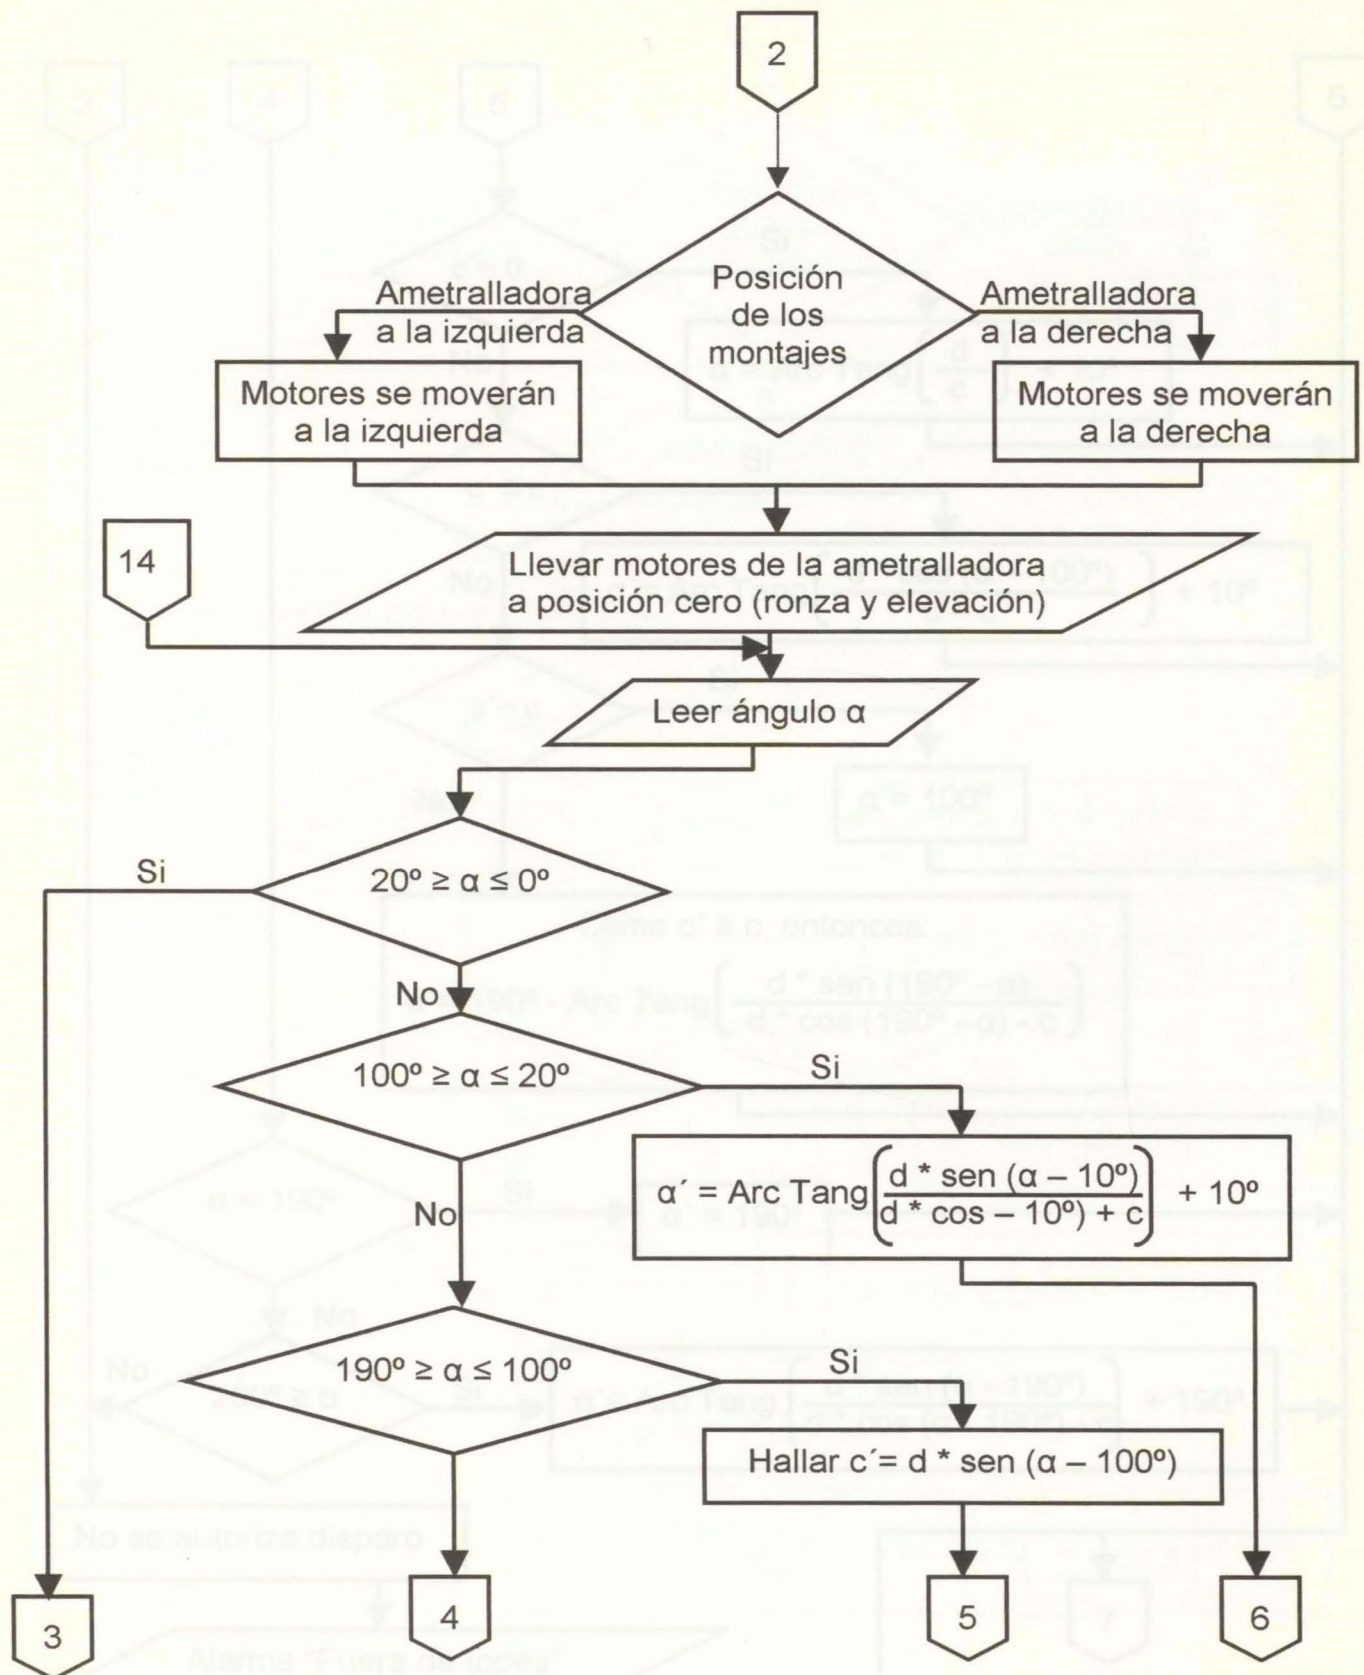 2
Posición
de los
montajes
Ametralladora
a la izquierda
Ametralladora
a la derecha
Motores se moverán
a la izquierda
Motores se moverán
a la derecha
14
Llevar motores de la ametralladora
a posición cero (ronza y elevación)
Leer ángulo α
Si
20º ≥ α ≤ 0º
No
100º ≥ α ≤ 20º
Si
α´ = Arc Tang (d * sen (α – 10º) / d * cos – 10º) + c) + 10º
No
190º ≥ α ≤ 100º
Si
Hallar c´= d * sen (α – 100º)
3
4
5
6